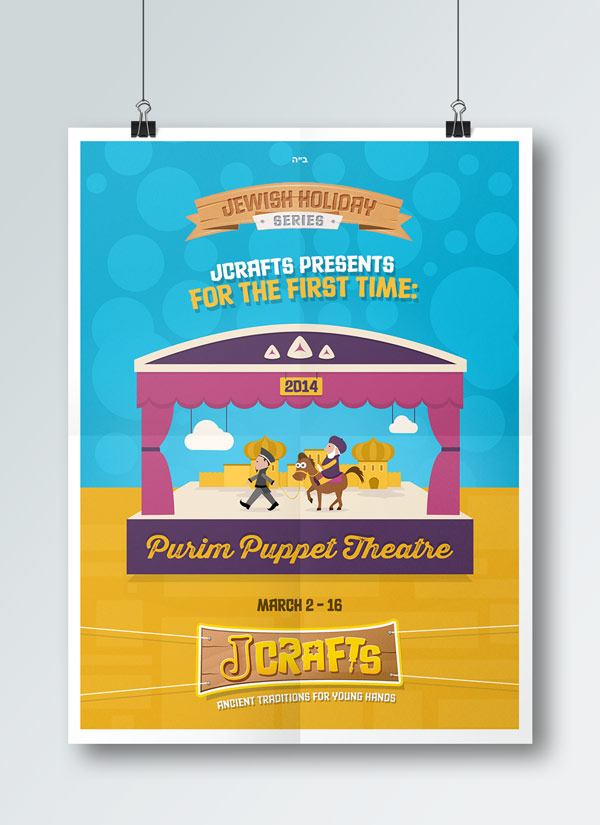 ב״ה
JEWISH HOLIDAY
SERIES
JCRAFTS PRESENTS
FOR THE FIRST TIME:
2014
Purim Puppet Theatre
MARCH 2 - 16
JCRAFTS
ANCIENT TRADITIONS FOR YOUNG HANDS